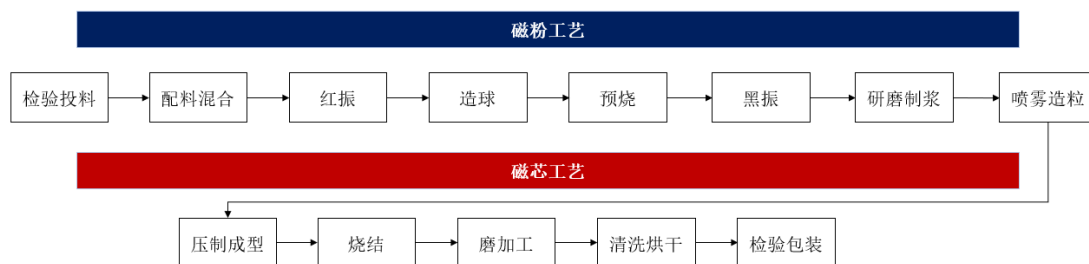 磁粉工艺
检验投料
配料混合
红振
造球
预烧
黑振
研磨制浆
喷雾造粒
磁芯工艺
压制成型
烧结
磨加工
清洗烘干
检验包装